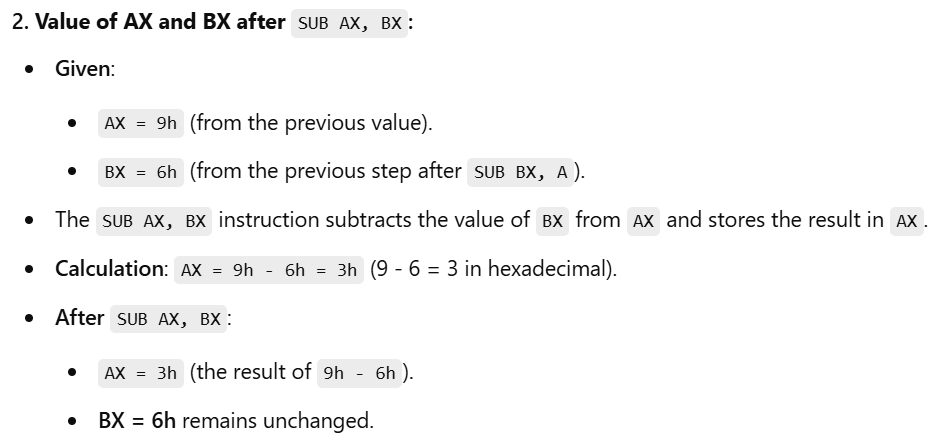 2. Value of AX and BX after SUB AX, BX:
• Given:
• AX = 9h (from the previous value).
• BX = 6h (from the previous step after SUB BX, A).
• The SUB AX, BX instruction subtracts the value of BX from AX and stores the result in AX.
• Calculation: AX = 9h - 6h = 3h (9 - 6 = 3 in hexadecimal).
• After SUB AX, BX:
• AX = 3h (the result of 9h - 6h).
• BX = 6h remains unchanged.